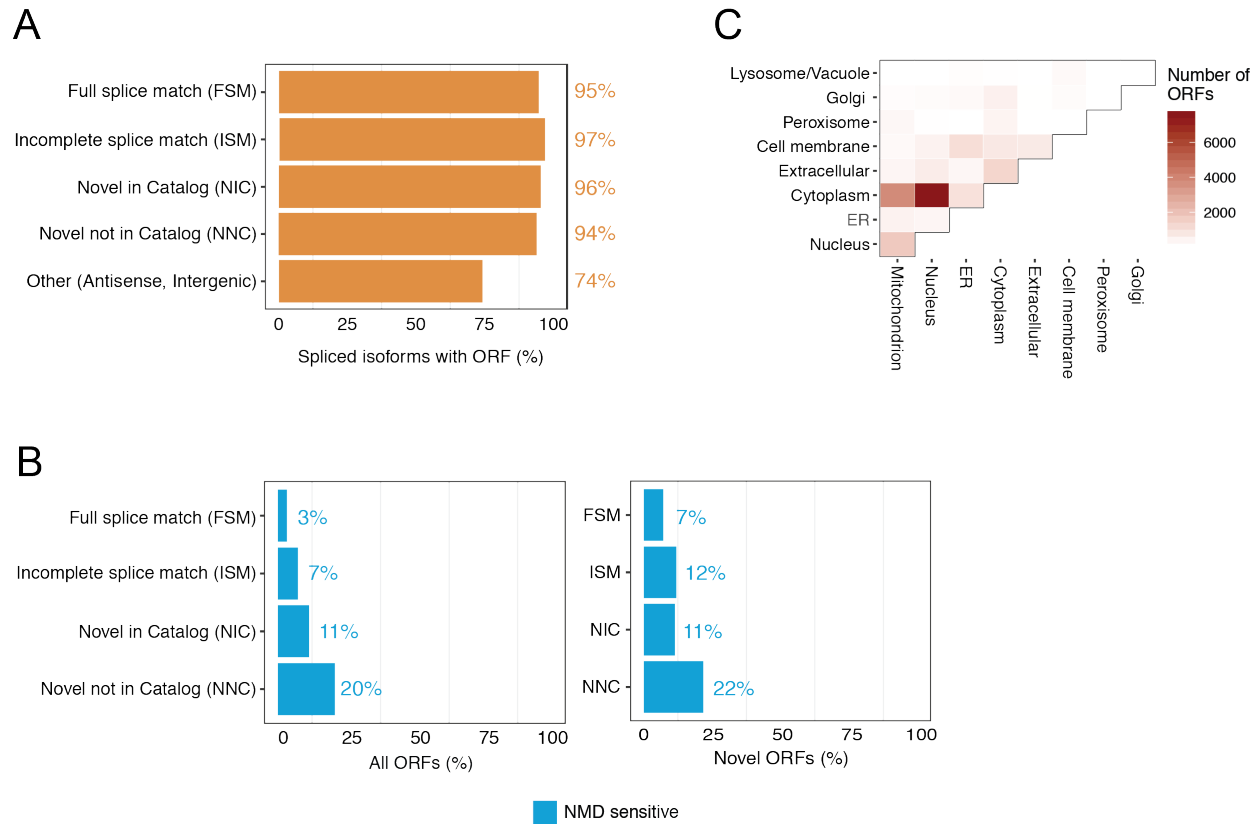 A
Full splice match (FSM)
95%
Incomplete splice match (ISM)
97%
Novel in Catalog (NIC)
96%
Novel not in Catalog (NNC)
94%
Other (Antisense, Intergenic)
74%
0 25 50 75 100
Spliced isoforms with ORF (%)
C
Lysosome/Vacuole
Golgi
Peroxisome
Cell membrane
Extracellular
Cytoplasm
ER
Nucleus
Mitochondrion
Nucleus
ER
Cytoplasm
Extracellular
Cell membrane
Peroxisome
Golgi
Number of
ORFs
6000
4000
2000
B
Full splice match (FSM)
3%
Incomplete splice match (ISM)
7%
Novel in Catalog (NIC)
11%
Novel not in Catalog (NNC)
20%
0 25 50 75 100
All ORFs (%)
FSM
7%
ISM
12%
NIC
11%
NNC
22%
0 25 50 75 100
Novel ORFs (%)
NMD sensitive